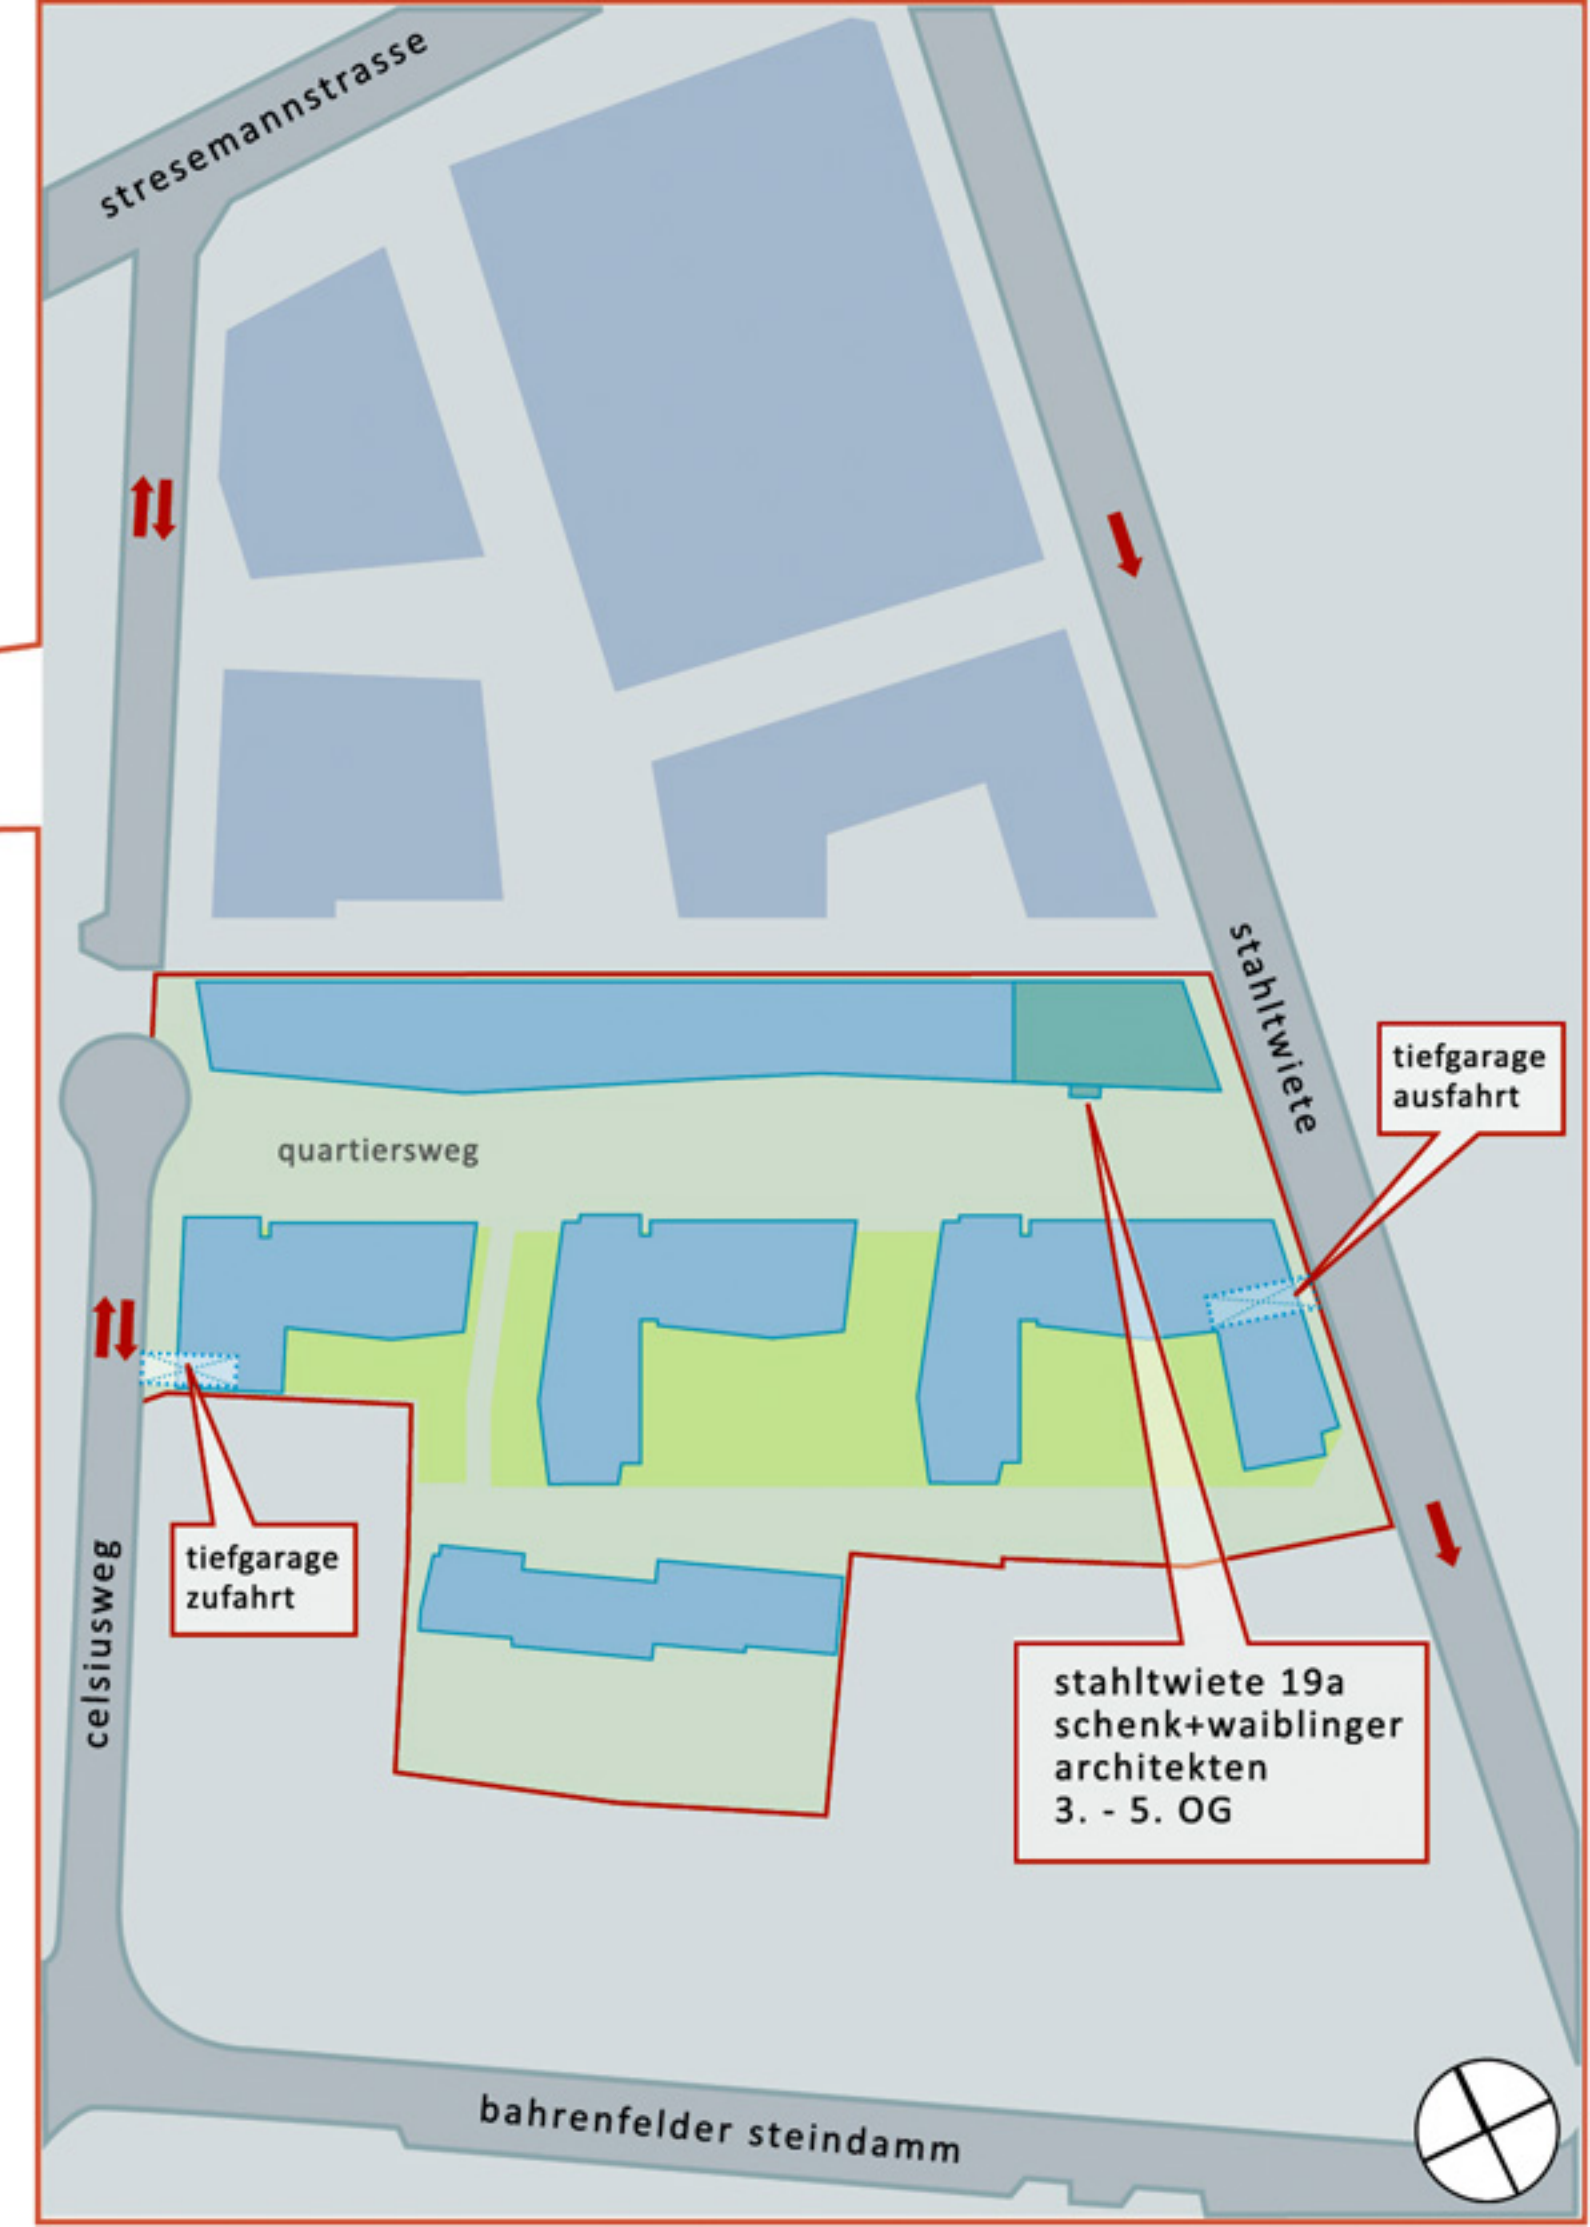 stresemannstrasse
stahltwiete
tiefgarage
ausfahrt
quartiersweg
tiefgarage
zufahrt
celsiusweg
stahltwiete 19a
schenk+waiblinger
architekten
3. - 5. OG
bahrenfelder steindamm